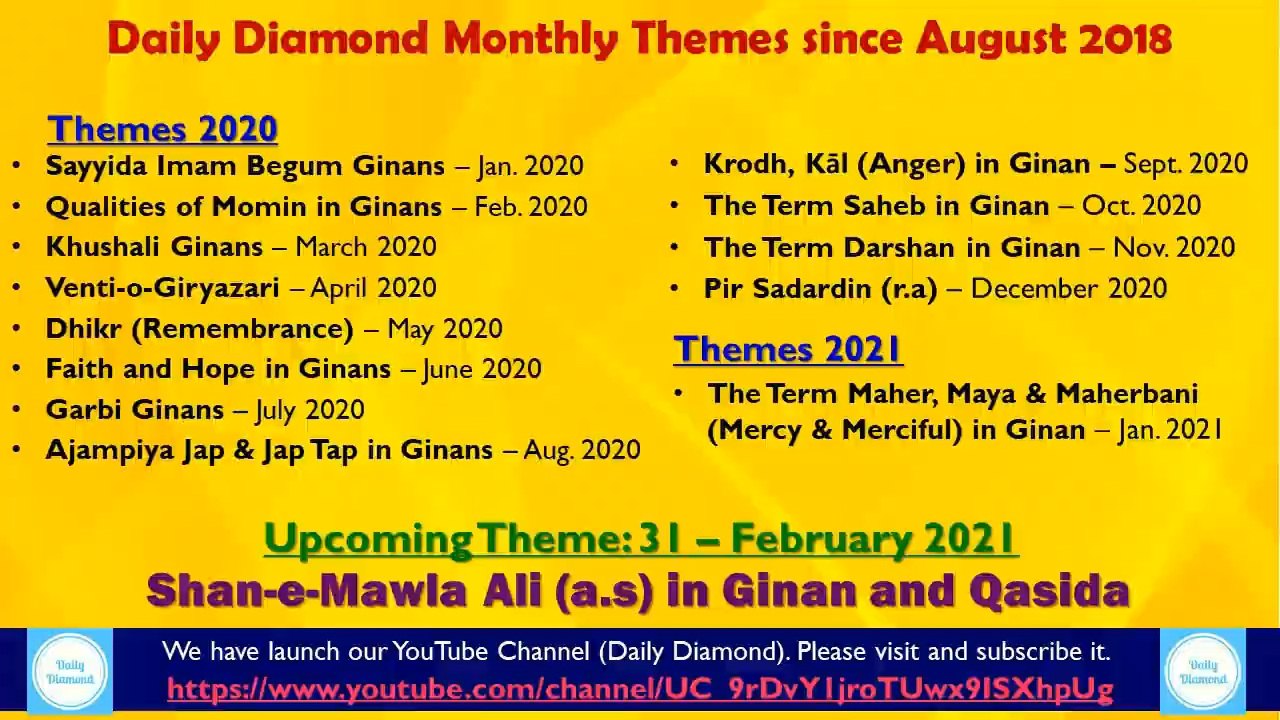 Daily Diamond Monthly Themes since August 2018
Themes 2020
• Sayyida Imam Begum Ginans – Jan. 2020
• Qualities of Momin in Ginans – Feb. 2020
• Khushali Ginans – March 2020
• Venti-o-Giryazari – April 2020
• Dhikr (Remembrance) – May 2020
• Faith and Hope in Ginans – June 2020
• Garbi Ginans – July 2020
• Ajampiya Jap & Jap Tap in Ginans – Aug. 2020
• Krodh, Kāl (Anger) in Ginan – Sept. 2020
• The Term Saheb in Ginan – Oct. 2020
• The Term Darshan in Ginan – Nov. 2020
• Pir Sadardin (r.a) – December 2020
Themes 2021
• The Term Maher, Maya & Maherbani
(Mercy & Merciful) in Ginan – Jan. 2021
Upcoming Theme: 31 – February 2021
Shan-e-Mawla Ali (a.s) in Ginan and Qasida
Daily
Diamond
We have launch our YouTube Channel (Daily Diamond). Please visit and subscribe it.
https://www.youtube.com/channel/UC_9rDvY1jroTUwx9ISXhpUg
Daily
Diamond